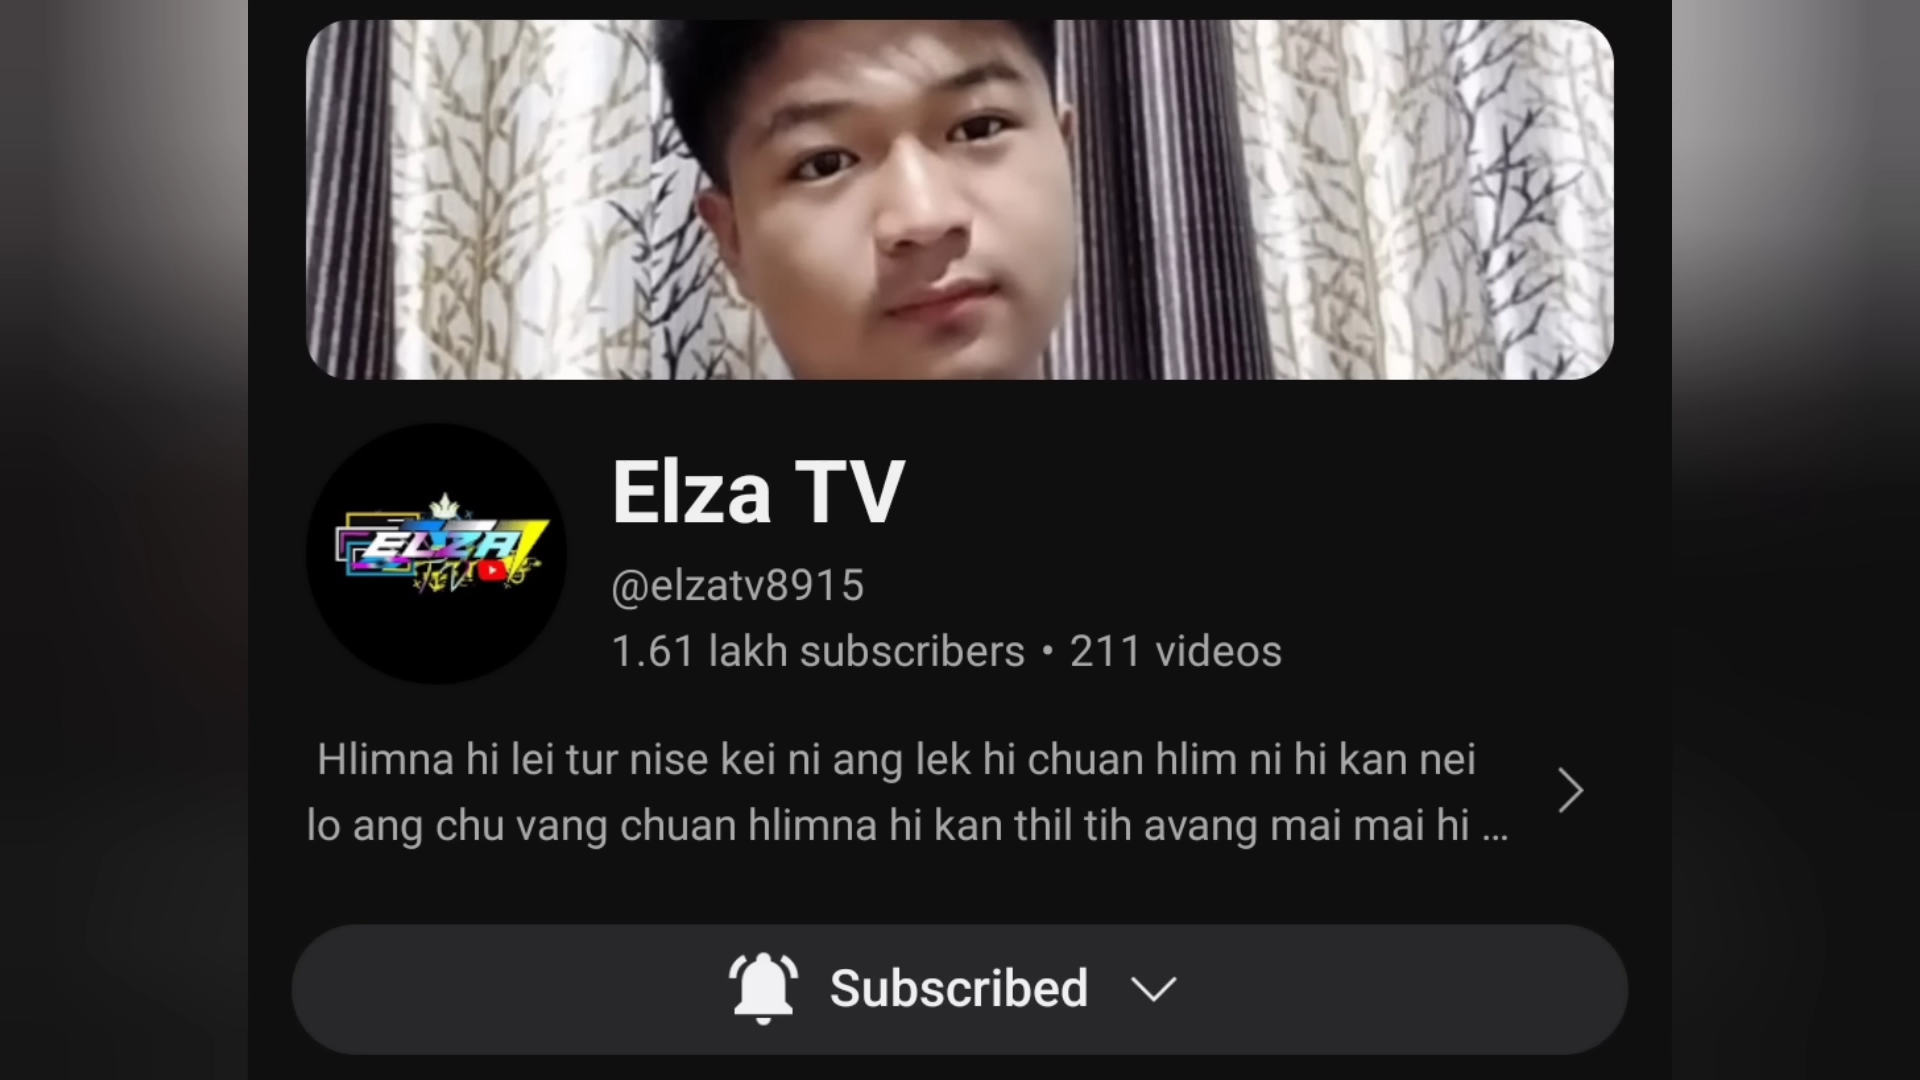 Elza TV
ELZA
TV
@elzatv8915
1.61 lakh subscribers • 211 videos
Hlimna hi lei tur nise kei ni ang lek hi chuan hlim ni hi kan nei
lo ang chu vang chuan hlimna hi kan thil tih avang mai mai hi ...
Subscribed